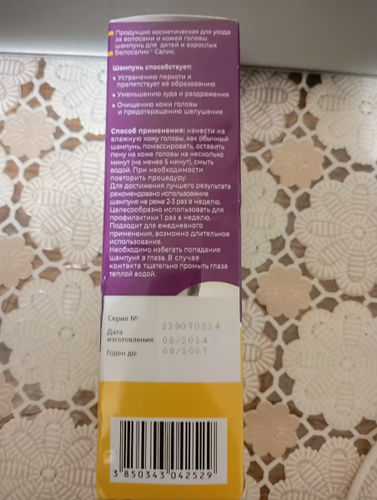 Продукция косметическая для ухода
за волосами и кожей головы
шампунь для детей и взрослых
Белосалик® Салик.
Шампунь способствует:
• Устранению перхоти и
препятствует её образованию
• Уменьшению зуда и раздражения
• Очищению кожи головы
и предотвращению шелушения
Способ применения: нанести на
влажную кожу головы, как обычный
шампунь, помассировать, оставить
пену на коже головы на несколько
минут (не менее 5 минут), смыть
водой. При необходимости
повторить процедуру.
Для достижения лучшего результата
рекомендовано использование
шампуня не реже 2-3 раз в неделю.
Целесообразно использовать для
профилактики 1 раз в неделю.
Подходит для ежедневного
применения, возможно длительное
использование.
Необходимо избегать попадания
шампуня в глаза. В случае
контакта тщательно промыть глаза
теплой водой.
Серия №: 239070824
Дата
изготовления: 08/2024
Годен до: 08/2027
3 850343 042529